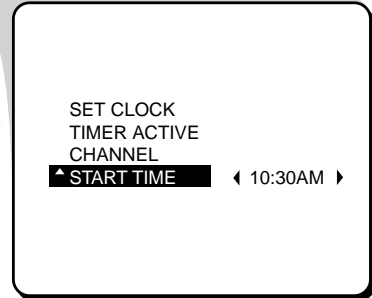 SET CLOCK
TIMER ACTIVE
CHANNEL
START TIME 10:30AM